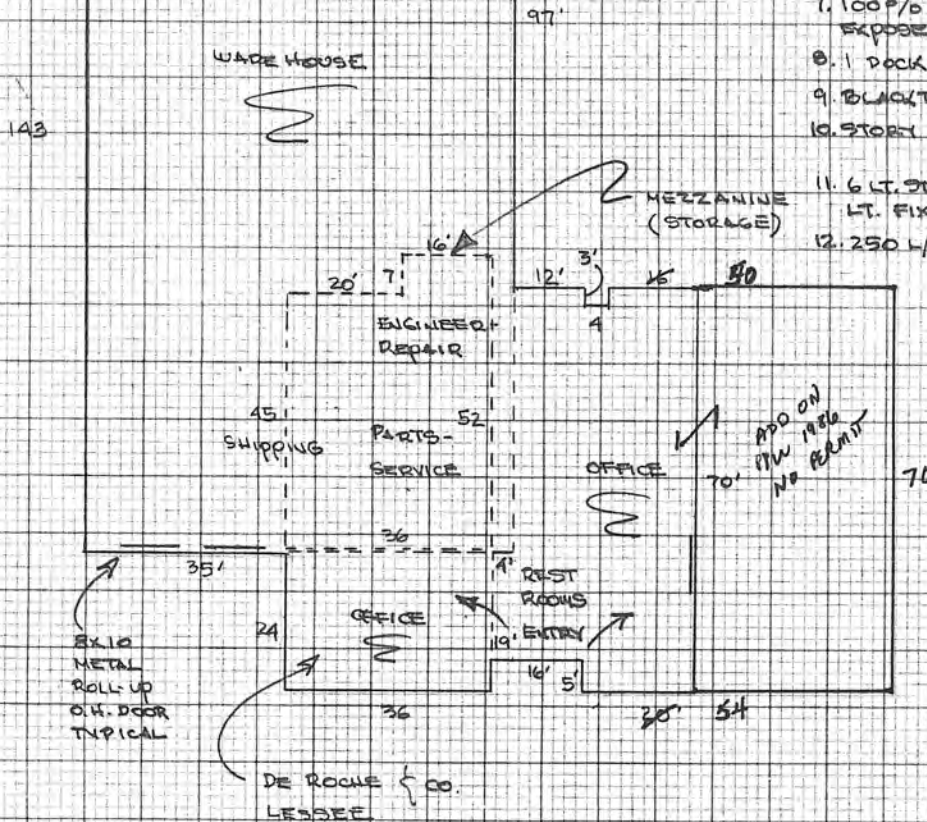 97'
7. 100%
EXPOSE
WAREHOUSE
8. 1 DOCK
9. BLACKT
143
10. STORY
11. 6 LT. ST
LT. FIX
12. 250 L/
MEZZANINE
(STORAGE)
16'
3'
20'
7
12'
16
50
4
ENGINEER+
REPAIR
45
SHIPPING
52
PARTS-
SERVICE
OFFICE
70'
ADD ON
NO PERMIT
1986
70
36
35'
4'
REST
ROOMS
24
OFFICE
19'
ENTRY
16'
5'
8X10
METAL
ROLL-UP
O.H. DOOR
TYPICAL
36
54
DE ROCHE & CO.
LESSEE